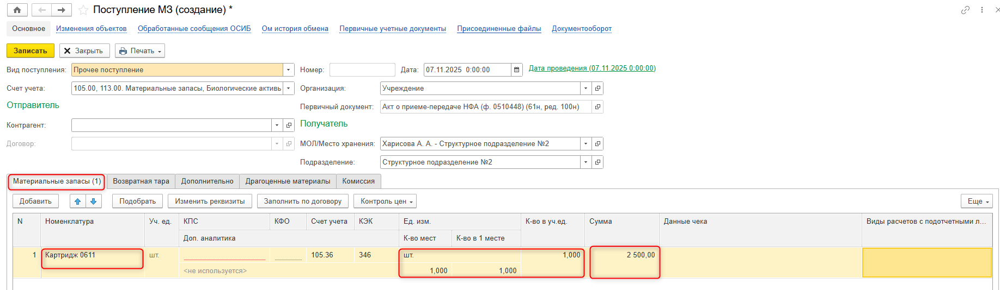 Поступление МЗ (создание) *
Основное Изменения объектов Обработанные сообщения ОСИБ Ом история обмена Первичные учетные документы Присоединенные файлы Документооборот
Записать Закрыть Печать
Вид поступления: Прочее поступление Номер: Дата: 07.11.2025 0:00:00 Дата проведения (07.11.2025 0:00:00)
Счет учета: 105.00, 113.00. Материальные запасы, Биологические активы Организация: Учреждение
Отправитель Первичный документ: Акт о приеме-передаче НФА (ф. 0510448) (61н, ред. 100н)
Контрагент: Получатель
Договор: МОЛ/Место хранения: Харисова А. А. - Структурное подразделение №2
Подразделение: Структурное подразделение №2
Материальные запасы (1) Возвратная тара Дополнительно Драгоценные материалы Комиссия
Добавить Подобрать Изменить реквизиты Заполнить по договору Контроль цен Еще
N Номенклатура Уч. ед. КПС КФО Счет учета КЭК Ед. изм. К-во в уч.ед. Сумма Данные чека Виды расчетов с подотчетными л...
Доп. аналитика К-во мест К-во в 1 месте
1 Картридж 0611 шт. 105.36 346 шт. 1,000 2 500,00
<не используется> 1,000 1,000